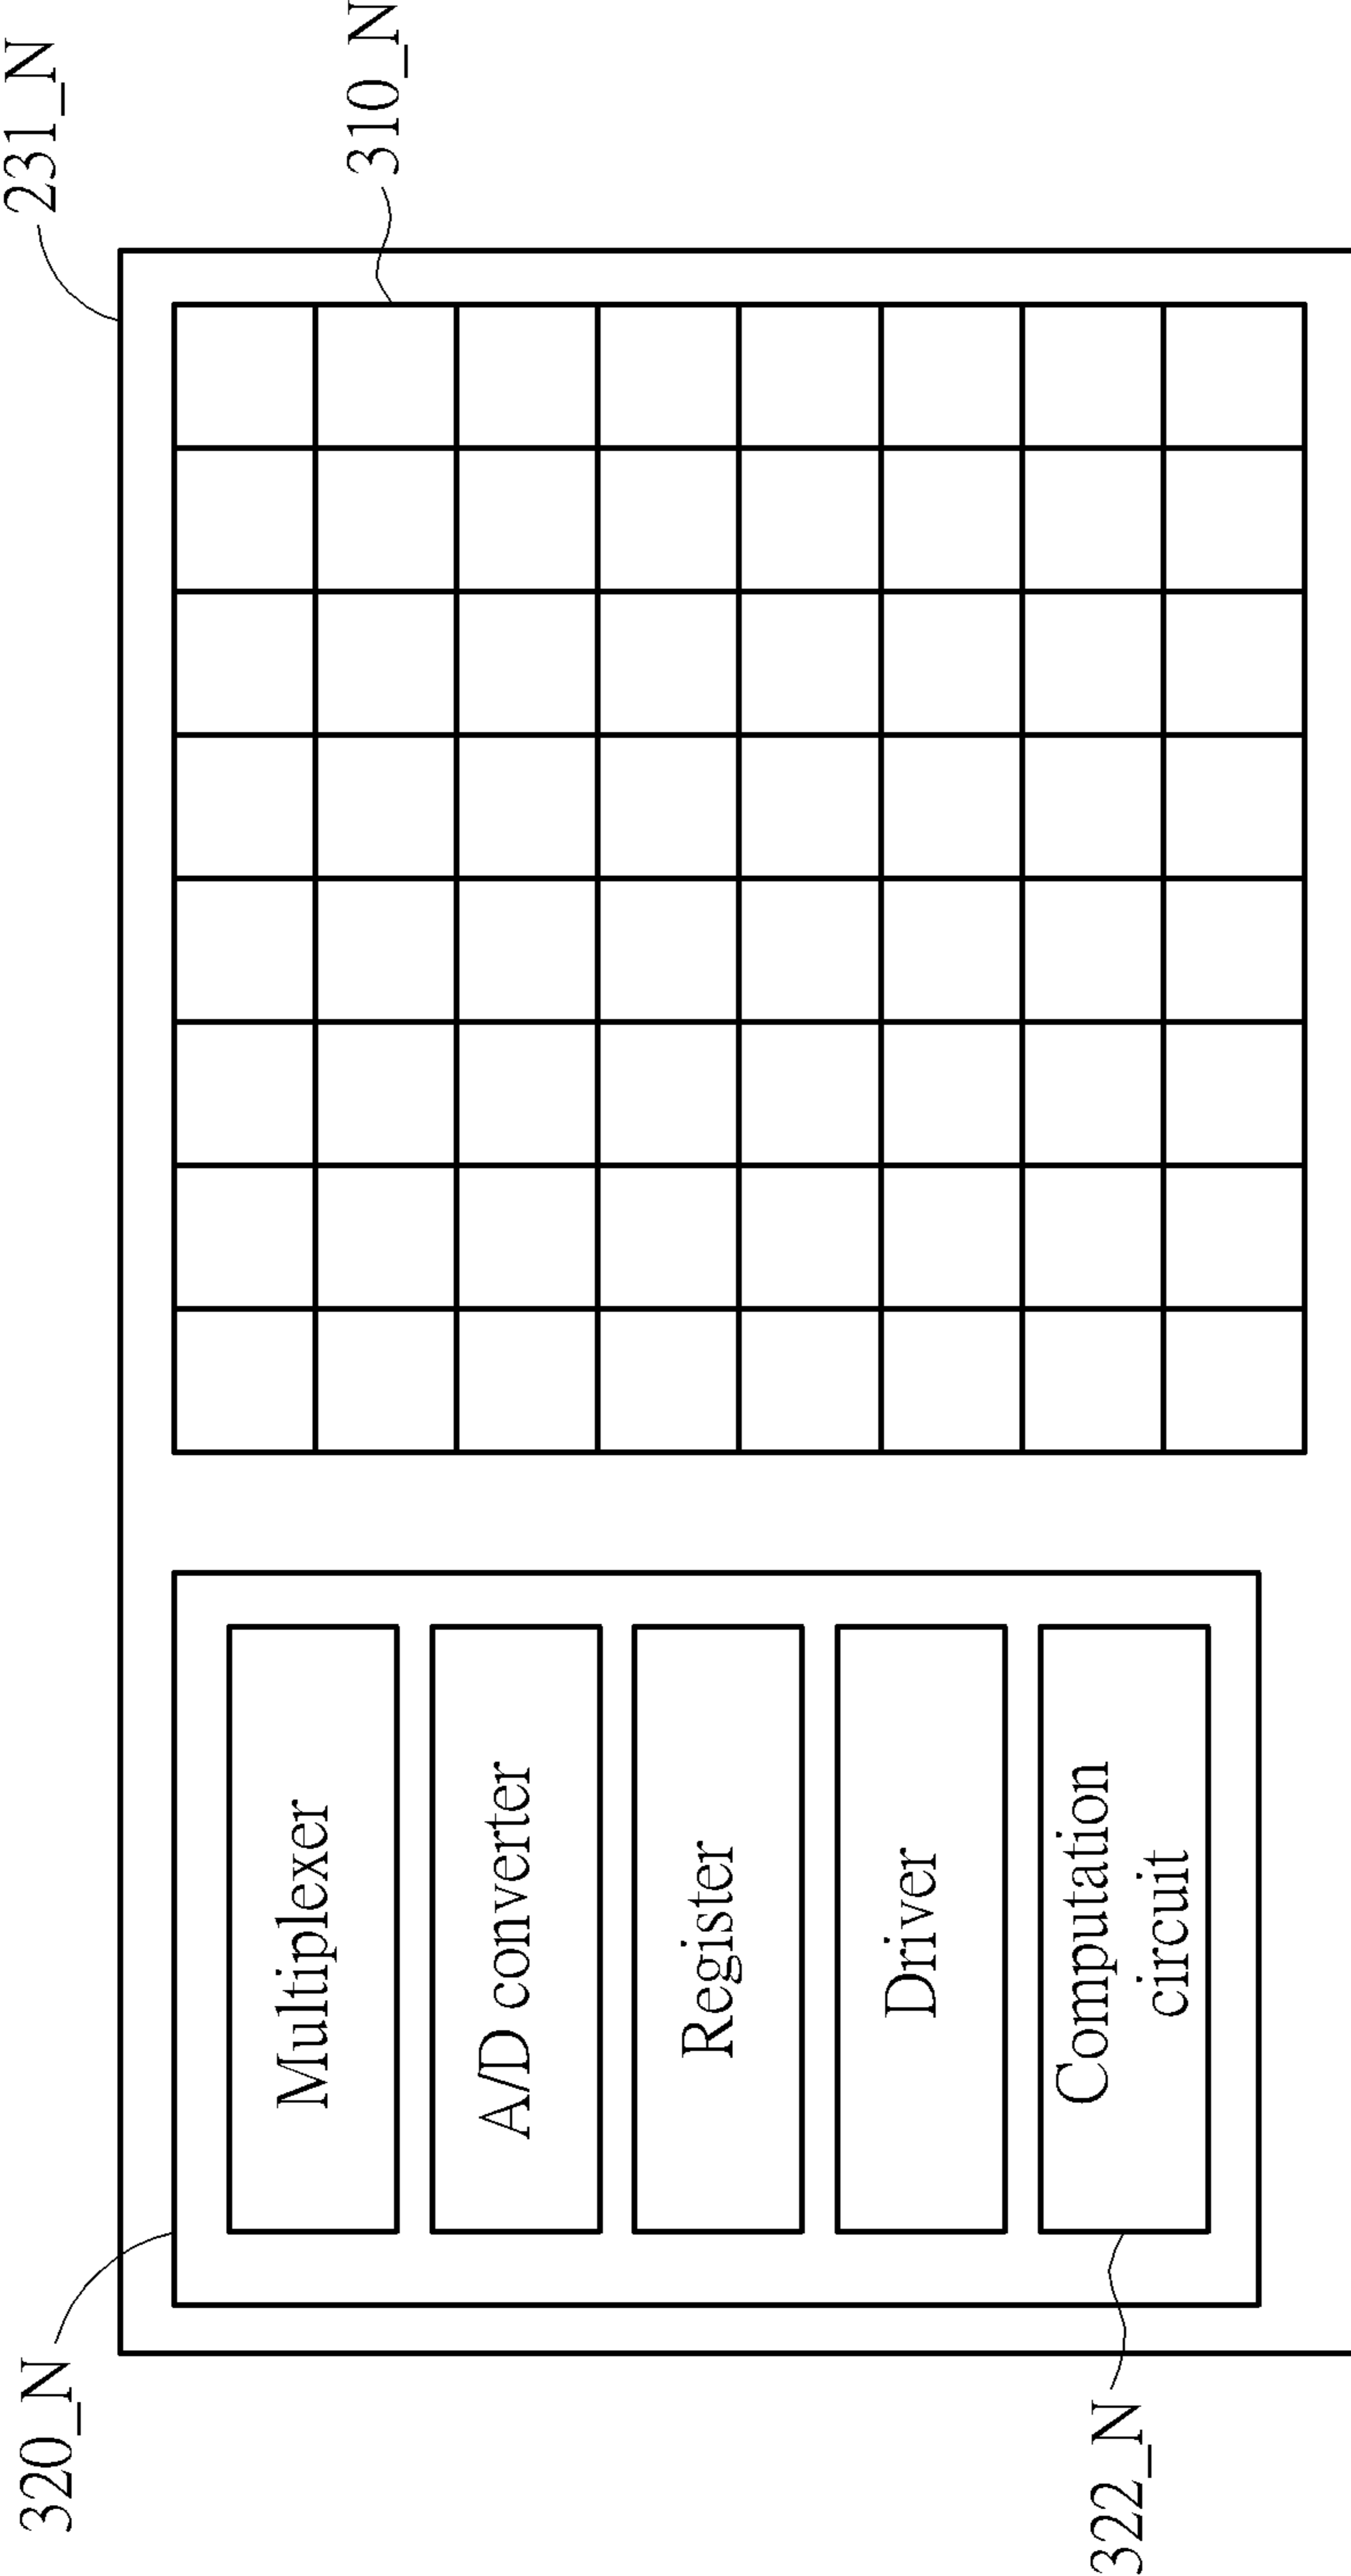 231_N
320_N
310_N
Multiplexer
A/D converter
Register
Driver
Computation
circuit
322_N